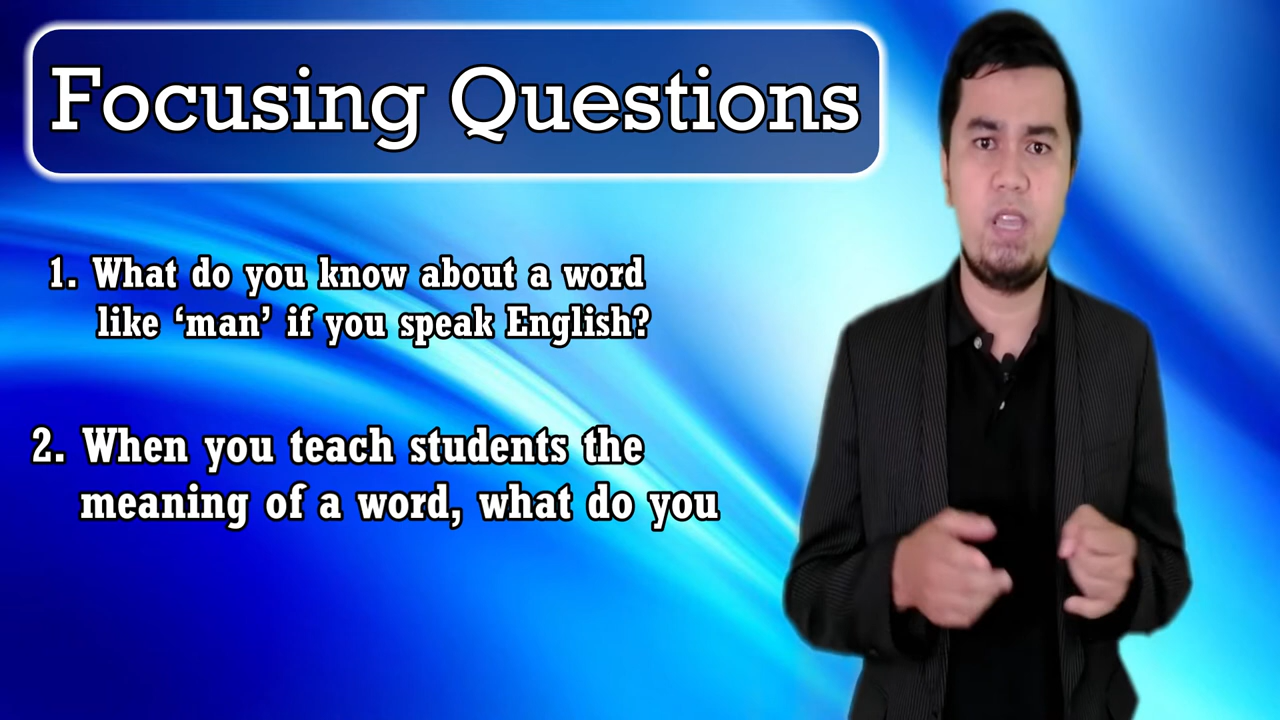 Focusing Questions
1. What do you know about a word
like ‘man’ if you speak English?
2. When you teach students the
meaning of a word, what do you